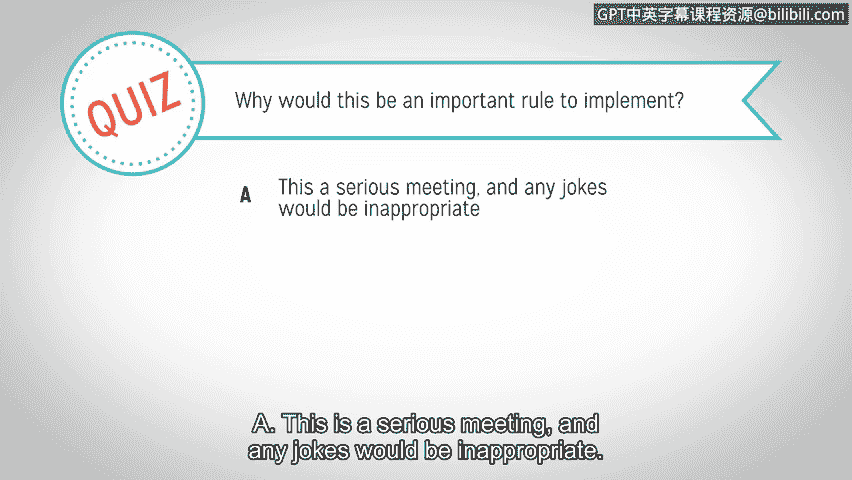 GPT中英字幕课程资源@bilibili.com
QUIZ
Why would this be an important rule to implement?
A
This a serious meeting, and any jokes
would be inappropriate
A. This is a serious meeting, and
any jokes would be inappropriate.